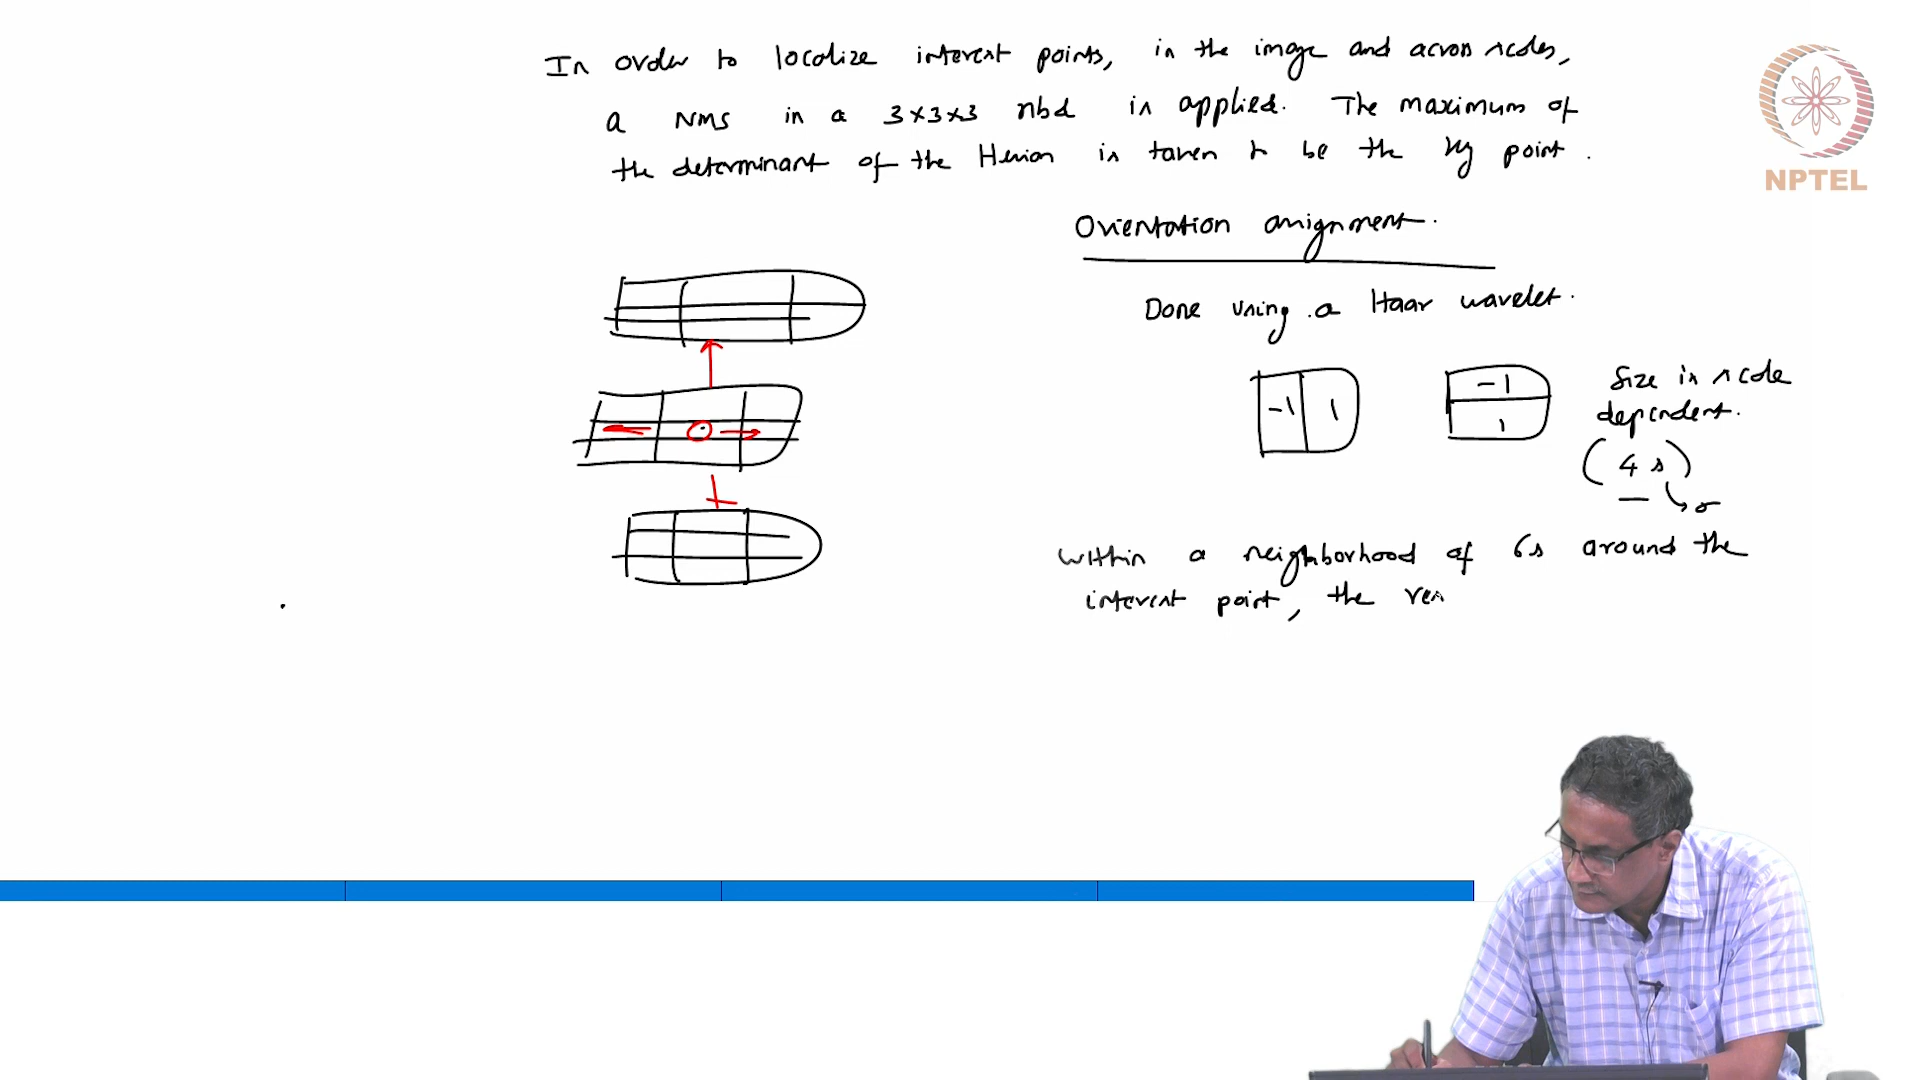 In order to localize interest points, in the image and across scales,
a NMS in a 3x3x3 nbd is applied. The maximum of
the determinant of the Hessian is taken to be the key point.
NPTEL
Orientation assignment.
Done using a Haar wavelet.
-1 1
-1
1
Size is scale
dependent.
(4s)
σ
Within a neighborhood of 6s around the
interest point, the res